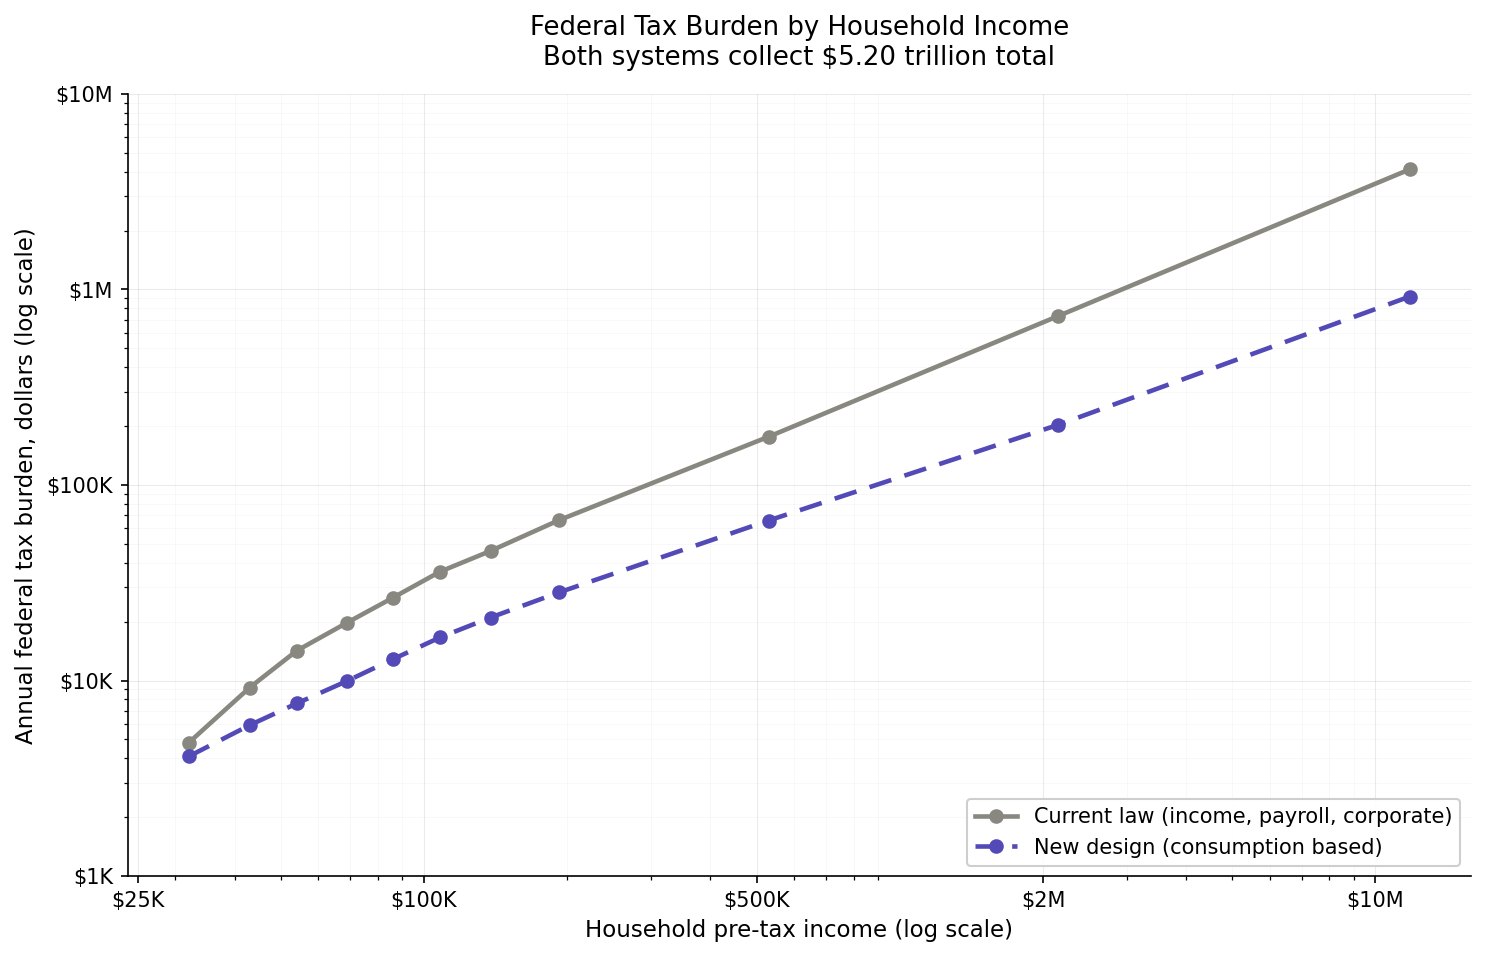 Federal Tax Burden by Household Income
Both systems collect $5.20 trillion total
Annual federal tax burden, dollars (log scale)
$10M
$1M
$100K
$10K
$1K
$25K
$100K
$500K
$2M
$10M
Household pre-tax income (log scale)
Current law (income, payroll, corporate)
New design (consumption based)